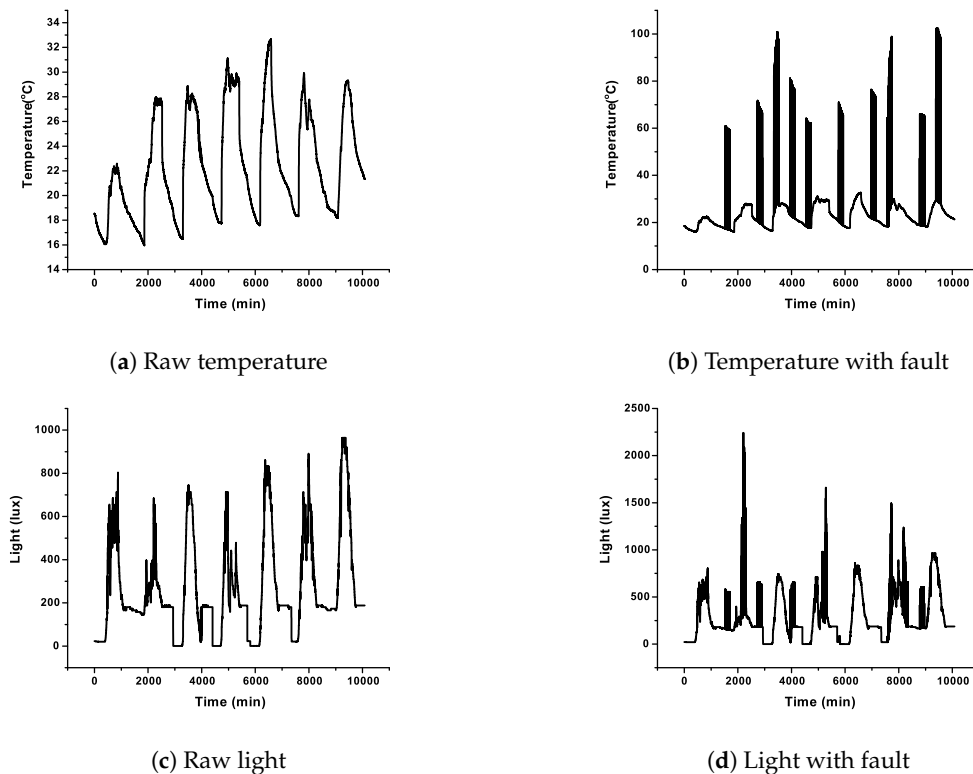 34
32
30
28
26
24
22
20
18
16
14
Temperature(°C)
0 2000 4000 6000 8000 10000
Time (min)
(a) Raw temperature
100
80
60
40
20
0
Temperature(°C)
0 2000 4000 6000 8000 10000
Time (min)
(b) Temperature with fault
1000
800
600
400
200
0
Light (lux)
0 2000 4000 6000 8000 10000
Time (min)
(c) Raw light
2500
2000
1500
1000
500
0
Light (lux)
0 2000 4000 6000 8000 10000
Time (min)
(d) Light with fault